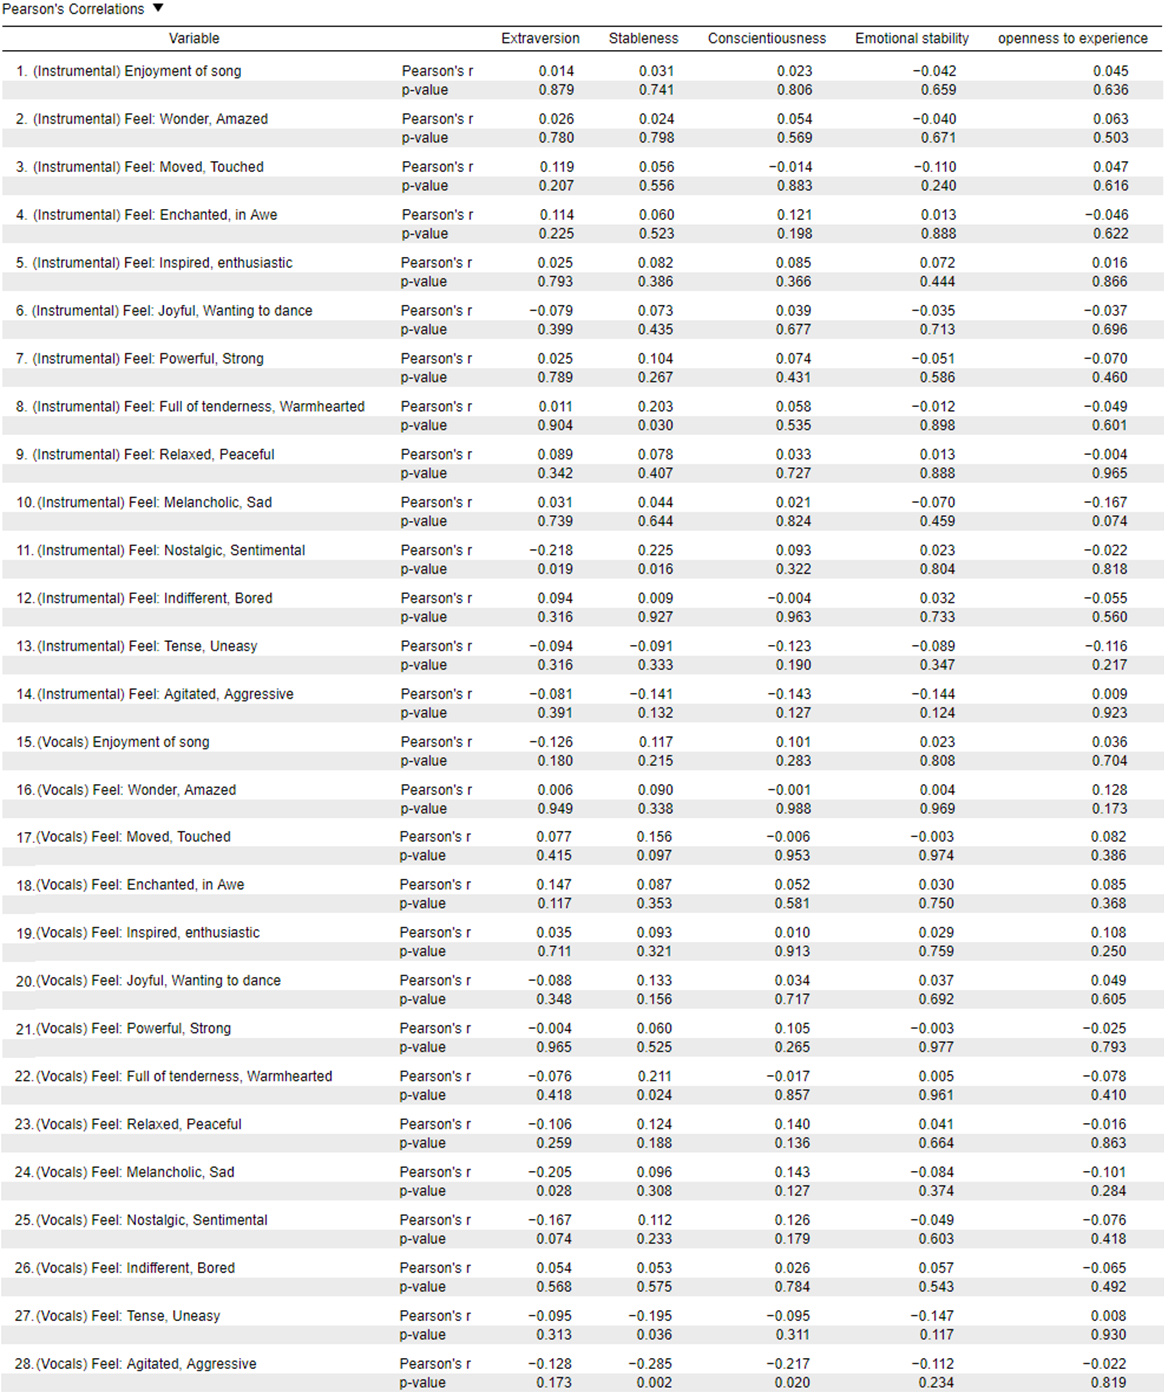 Pearson's Correlations ▼
Variable Extraversion Stableness Conscientiousness Emotional stability openness to experience
1. (Instrumental) Enjoyment of song Pearson's r 0.014 0.031 0.023 −0.042 0.045
p-value 0.879 0.741 0.806 0.659 0.636
2. (Instrumental) Feel: Wonder, Amazed Pearson's r 0.026 0.024 0.054 −0.040 0.063
p-value 0.780 0.798 0.569 0.671 0.503
3. (Instrumental) Feel: Moved, Touched Pearson's r 0.119 0.056 −0.014 −0.110 0.047
p-value 0.207 0.556 0.883 0.240 0.616
4. (Instrumental) Feel: Enchanted, in Awe Pearson's r 0.114 0.060 0.121 0.013 −0.046
p-value 0.225 0.523 0.198 0.888 0.622
5. (Instrumental) Feel: Inspired, enthusiastic Pearson's r 0.025 0.082 0.085 0.072 0.016
p-value 0.793 0.386 0.366 0.444 0.866
6. (Instrumental) Feel: Joyful, Wanting to dance Pearson's r −0.079 0.073 0.039 −0.035 −0.037
p-value 0.399 0.435 0.677 0.713 0.696
7. (Instrumental) Feel: Powerful, Strong Pearson's r 0.025 0.104 0.074 −0.051 −0.070
p-value 0.789 0.267 0.431 0.586 0.460
8. (Instrumental) Feel: Full of tenderness, Warmhearted Pearson's r 0.011 0.203 0.058 −0.012 −0.049
p-value 0.904 0.030 0.535 0.898 0.601
9. (Instrumental) Feel: Relaxed, Peaceful Pearson's r 0.089 0.078 0.033 0.013 −0.004
p-value 0.342 0.407 0.727 0.888 0.965
10. (Instrumental) Feel: Melancholic, Sad Pearson's r 0.031 0.044 0.021 −0.070 −0.167
p-value 0.739 0.644 0.824 0.459 0.074
11. (Instrumental) Feel: Nostalgic, Sentimental Pearson's r −0.218 0.225 0.093 0.023 −0.022
p-value 0.019 0.016 0.322 0.804 0.818
12. (Instrumental) Feel: Indifferent, Bored Pearson's r 0.094 0.009 −0.004 0.032 −0.055
p-value 0.316 0.927 0.963 0.733 0.560
13. (Instrumental) Feel: Tense, Uneasy Pearson's r −0.094 −0.091 −0.123 −0.089 −0.116
p-value 0.316 0.333 0.190 0.347 0.217
14. (Instrumental) Feel: Agitated, Aggressive Pearson's r −0.081 −0.141 −0.143 −0.144 0.009
p-value 0.391 0.132 0.127 0.124 0.923
15. (Vocals) Enjoyment of song Pearson's r −0.126 0.117 0.101 0.023 0.036
p-value 0.180 0.215 0.283 0.808 0.704
16. (Vocals) Feel: Wonder, Amazed Pearson's r 0.006 0.090 −0.001 0.004 0.128
p-value 0.949 0.338 0.988 0.969 0.173
17. (Vocals) Feel: Moved, Touched Pearson's r 0.077 0.156 −0.006 −0.003 0.082
p-value 0.415 0.097 0.953 0.974 0.386
18. (Vocals) Feel: Enchanted, in Awe Pearson's r 0.147 0.087 0.052 0.030 0.085
p-value 0.117 0.353 0.581 0.750 0.368
19. (Vocals) Feel: Inspired, enthusiastic Pearson's r 0.035 0.093 0.010 0.029 0.108
p-value 0.711 0.321 0.913 0.759 0.250
20. (Vocals) Feel: Joyful, Wanting to dance Pearson's r −0.088 0.133 0.034 0.037 0.049
p-value 0.348 0.156 0.717 0.692 0.605
21. (Vocals) Feel: Powerful, Strong Pearson's r −0.004 0.060 0.105 −0.003 −0.025
p-value 0.965 0.525 0.265 0.977 0.793
22. (Vocals) Feel: Full of tenderness, Warmhearted Pearson's r −0.076 0.211 −0.017 0.005 −0.078
p-value 0.418 0.024 0.857 0.961 0.410
23. (Vocals) Feel: Relaxed, Peaceful Pearson's r −0.106 0.124 0.140 0.041 −0.016
p-value 0.259 0.188 0.136 0.664 0.863
24. (Vocals) Feel: Melancholic, Sad Pearson's r −0.205 0.096 0.143 −0.084 −0.101
p-value 0.028 0.308 0.127 0.374 0.284
25. (Vocals) Feel: Nostalgic, Sentimental Pearson's r −0.167 0.112 0.126 −0.049 −0.076
p-value 0.074 0.233 0.179 0.603 0.418
26. (Vocals) Feel: Indifferent, Bored Pearson's r 0.054 0.053 0.026 0.057 −0.065
p-value 0.568 0.575 0.784 0.543 0.492
27. (Vocals) Feel: Tense, Uneasy Pearson's r −0.095 −0.195 −0.095 −0.147 0.008
p-value 0.313 0.036 0.311 0.117 0.930
28. (Vocals) Feel: Agitated, Aggressive Pearson's r −0.128 −0.285 −0.217 −0.112 −0.022
p-value 0.173 0.002 0.020 0.234 0.819